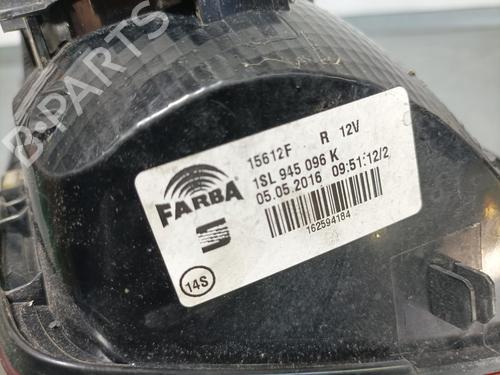 B-PARTS
15612F R 12V
1SL 945 096 K
05.05.2016 09:51:12/2
FARBA
S
162594184
14S